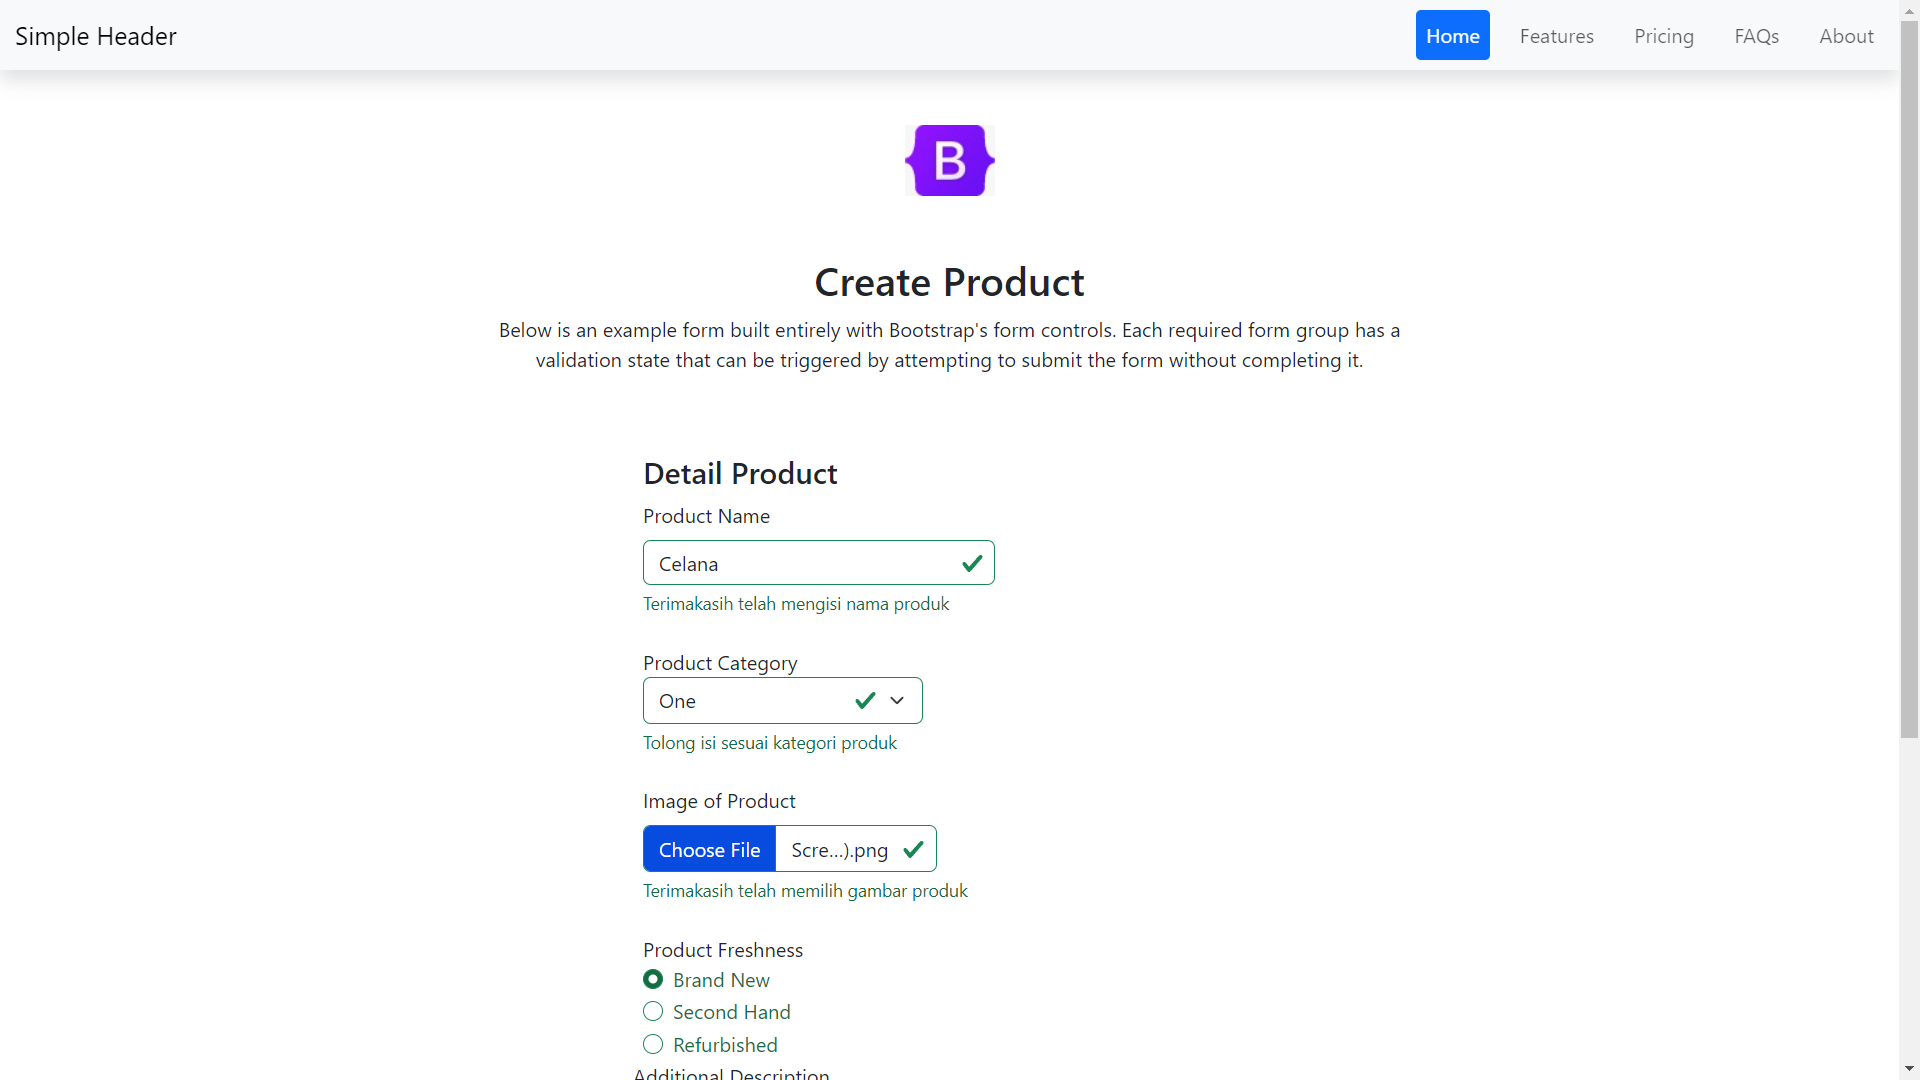 Simple Header
Home
Features
Pricing
FAQs
About
B
Create Product
Below is an example form built entirely with Bootstrap's form controls. Each required form group has a
validation state that can be triggered by attempting to submit the form without completing it.
Detail Product
Product Name
Celana
Terimakasih telah mengisi nama produk
Product Category
One
Tolong isi sesuai kategori produk
Image of Product
Choose File
Scre...).png
Terimakasih telah memilih gambar produk
Product Freshness
Brand New
Second Hand
Refurbished
Additional Description